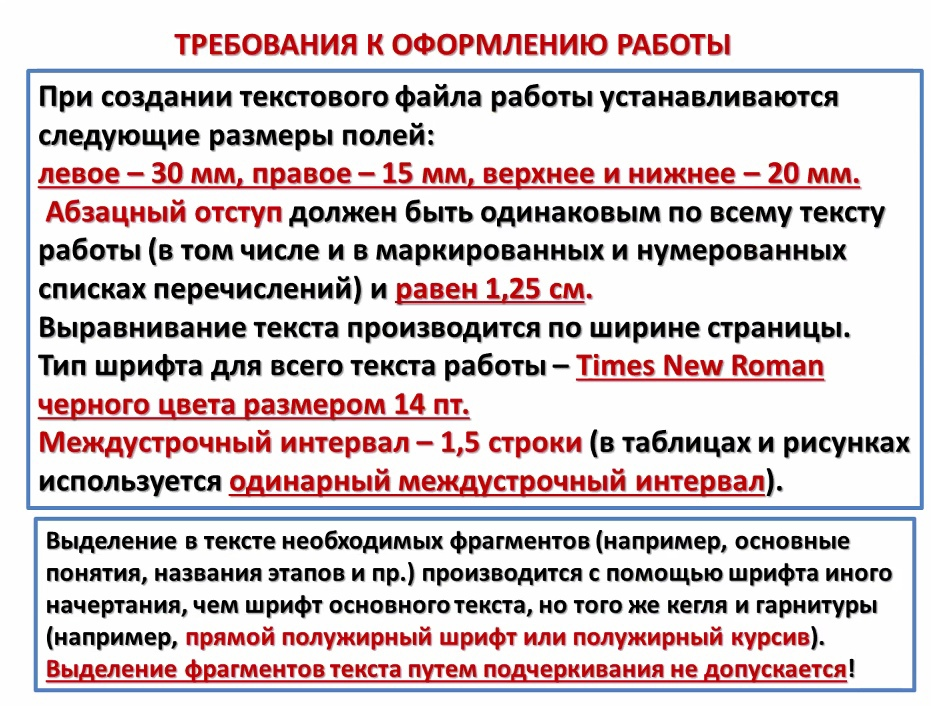 ТРЕБОВАНИЯ К ОФОРМЛЕНИЮ РАБОТЫ
При создании текстового файла работы устанавливаются
следующие размеры полей:
левое – 30 мм, правое – 15 мм, верхнее и нижнее – 20 мм.
Абзацный отступ должен быть одинаковым по всему тексту
работы (в том числе и в маркированных и нумерованных
списках перечислений) и равен 1,25 см.
Выравнивание текста производится по ширине страницы.
Тип шрифта для всего текста работы – Times New Roman
черного цвета размером 14 пт.
Междустрочный интервал – 1,5 строки (в таблицах и рисунках
используется одинарный междустрочный интервал).
Выделение в тексте необходимых фрагментов (например, основные
понятия, названия этапов и пр.) производится с помощью шрифта иного
начертания, чем шрифт основного текста, но того же кегля и гарнитуры
(например, прямой полужирный шрифт или полужирный курсив).
Выделение фрагментов текста путем подчеркивания не допускается!